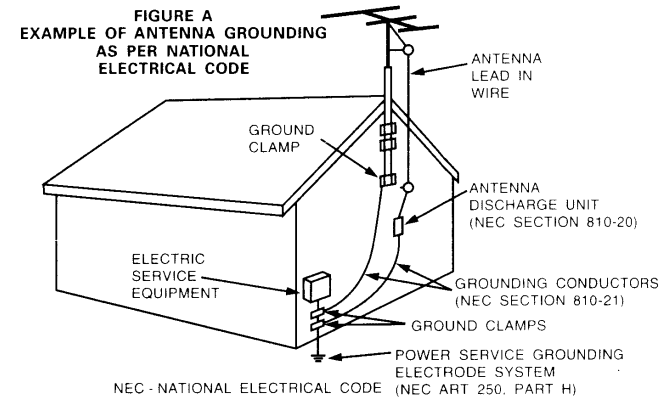 FIGURE A
EXAMPLE OF ANTENNA GROUNDING
AS PER NATIONAL
ELECTRICAL CODE
ANTENNA
LEAD IN
WIRE
GROUND
CLAMP
ANTENNA
DISCHARGE UNIT
(NEC SECTION 810-20)
ELECTRIC
SERVICE
EQUIPMENT
GROUNDING CONDUCTORS
(NEC SECTION 810-21)
GROUND CLAMPS
POWER SERVICE GROUNDING
ELECTRODE SYSTEM
(NEC ART 250, PART H)
NEC - NATIONAL ELECTRICAL CODE